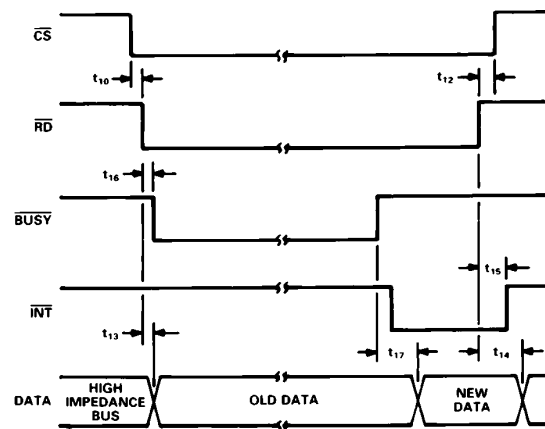 CS
t10
t12
RD
t16
BUSY
t15
INT
t13
t17
t14
DATA
HIGH IMPEDANCE BUS
OLD DATA
NEW DATA